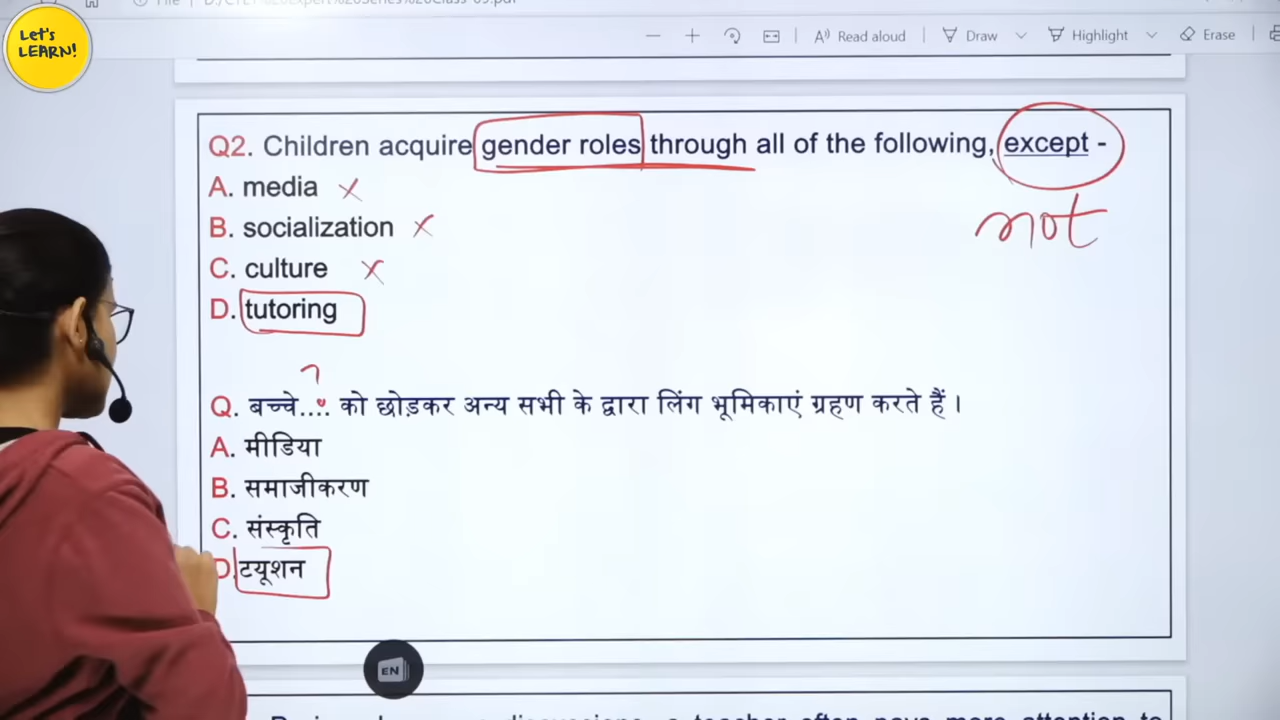 Let's
LEARN!
Read aloud
Draw
Highlight
Erase
Q2. Children acquire gender roles through all of the following, except -
A. media
B. socialization
C. culture
D. tutoring
not
Q. बच्चे.... को छोड़कर अन्य सभी के द्वारा लिंग भूमिकाएं ग्रहण करते हैं ।
A. मीडिया
B. समाजीकरण
C. संस्कृति
D. टयूशन
EN